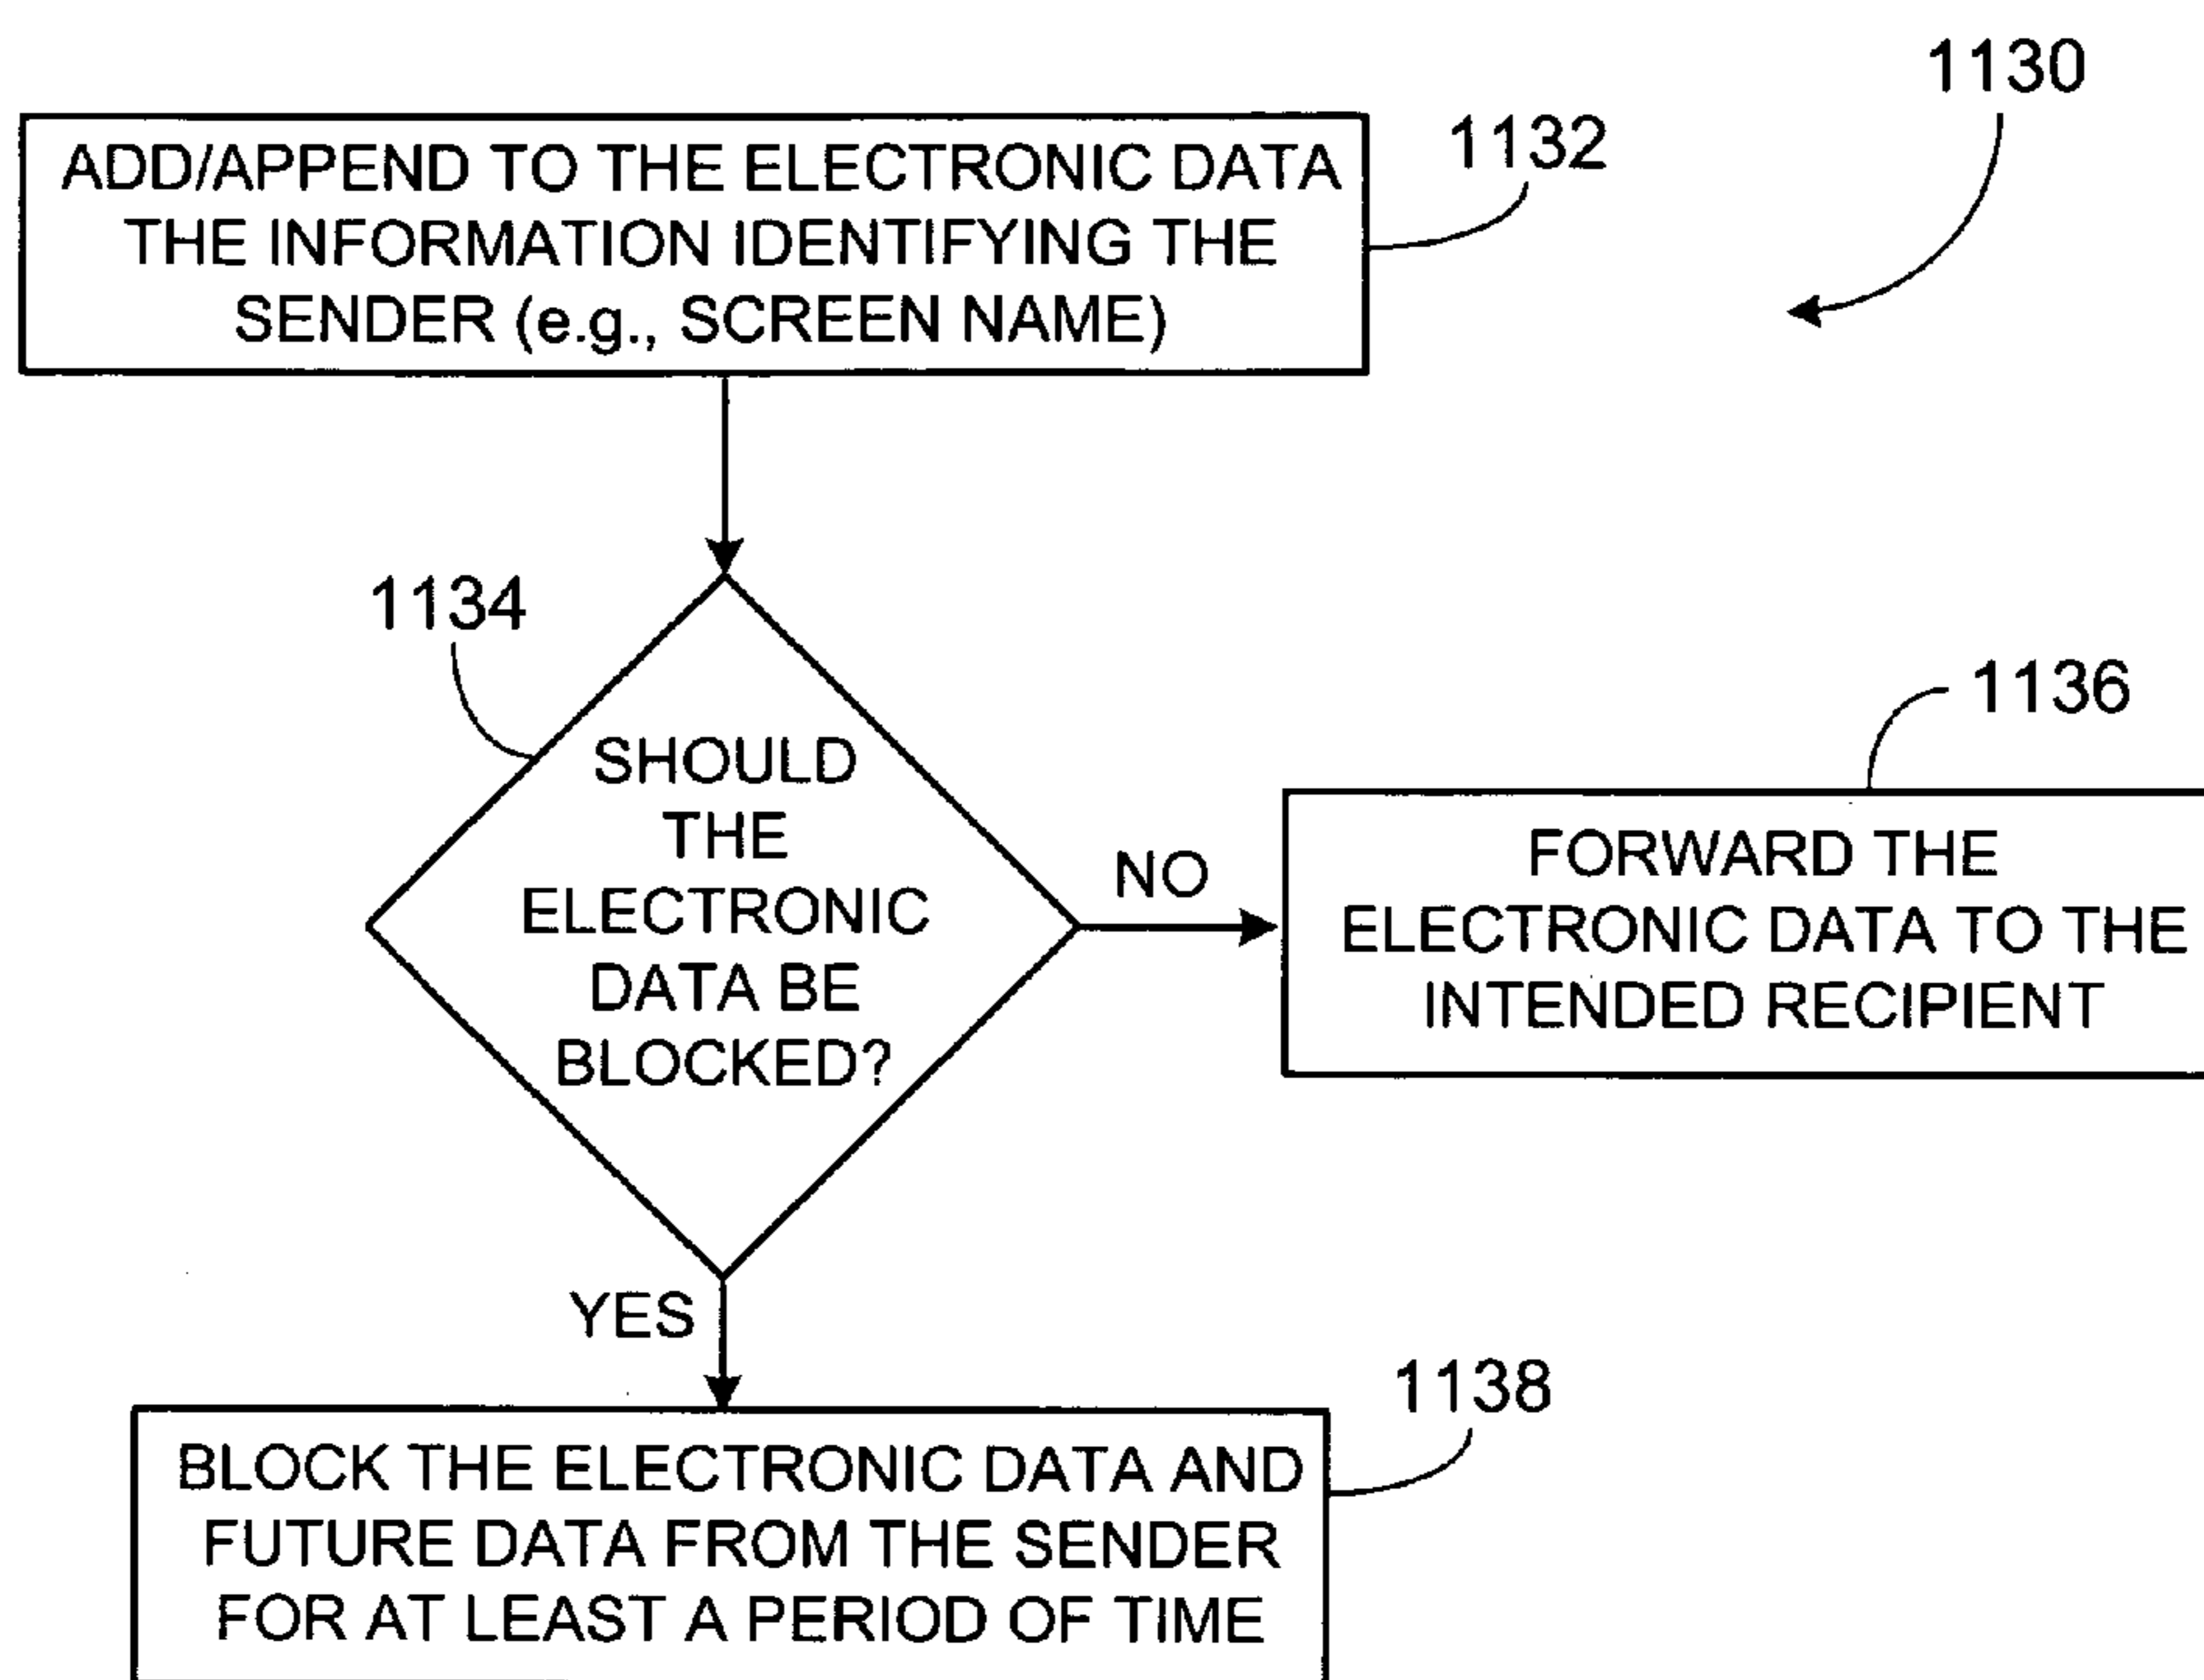 1130
1132
ADD/APPEND TO THE ELECTRONIC DATA
THE INFORMATION IDENTIFYING THE
SENDER (e.g., SCREEN NAME)
1134
SHOULD
THE
ELECTRONIC
DATA BE
BLOCKED?
NO
1136
FORWARD THE
ELECTRONIC DATA TO THE
INTENDED RECIPIENT
YES
1138
BLOCK THE ELECTRONIC DATA AND
FUTURE DATA FROM THE SENDER
FOR AT LEAST A PERIOD OF TIME